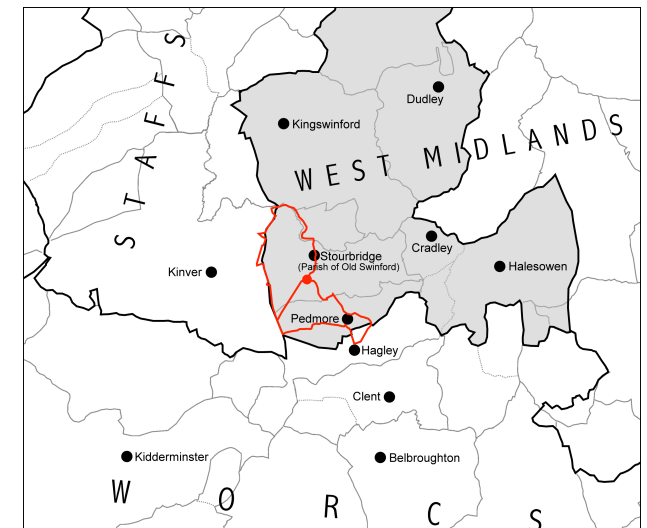 STAFFS
Dudley
Kingswinford
WEST MIDLANDS
Cradley
Stourbridge
(Parish of Old Swinford)
Halesowen
Kinver
Pedmore
Hagley
Clent
Kidderminster
Belbroughton
WORCS